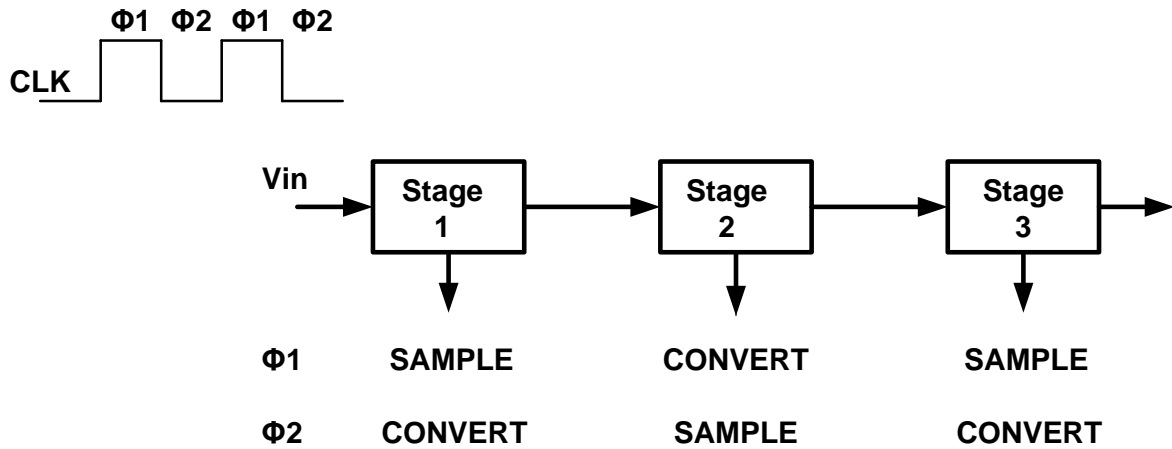 Φ1 Φ2 Φ1 Φ2
CLK
Vin
Stage 1
Stage 2
Stage 3
Φ1 SAMPLE CONVERT SAMPLE
Φ2 CONVERT SAMPLE CONVERT